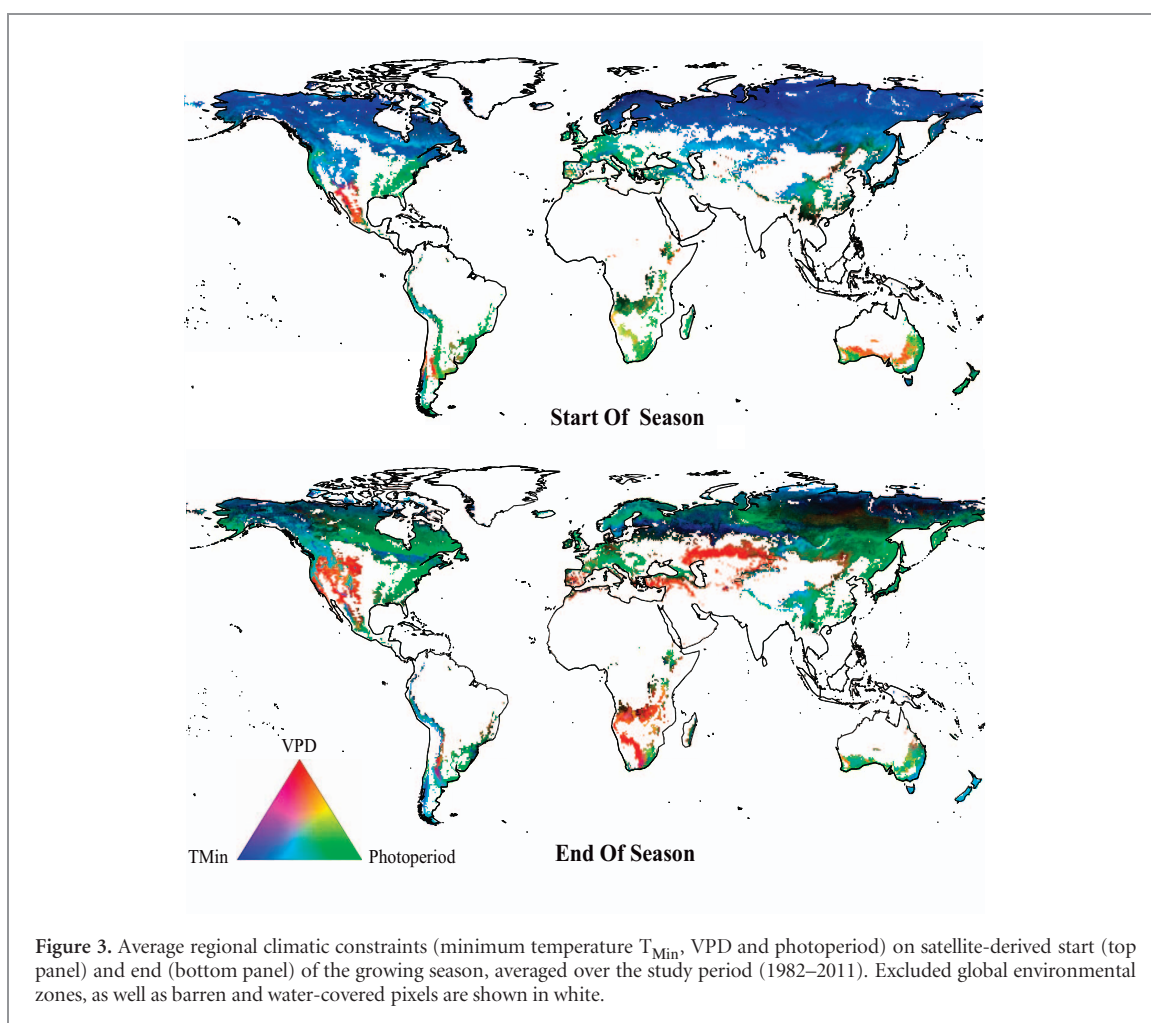 Start Of Season
VPD
TMin
Photoperiod
End Of Season
Figure 3. Average regional climatic constraints (minimum temperature TMin, VPD and photoperiod) on satellite-derived start (top
panel) and end (bottom panel) of the growing season, averaged over the study period (1982–2011). Excluded global environmental
zones, as well as barren and water-covered pixels are shown in white.